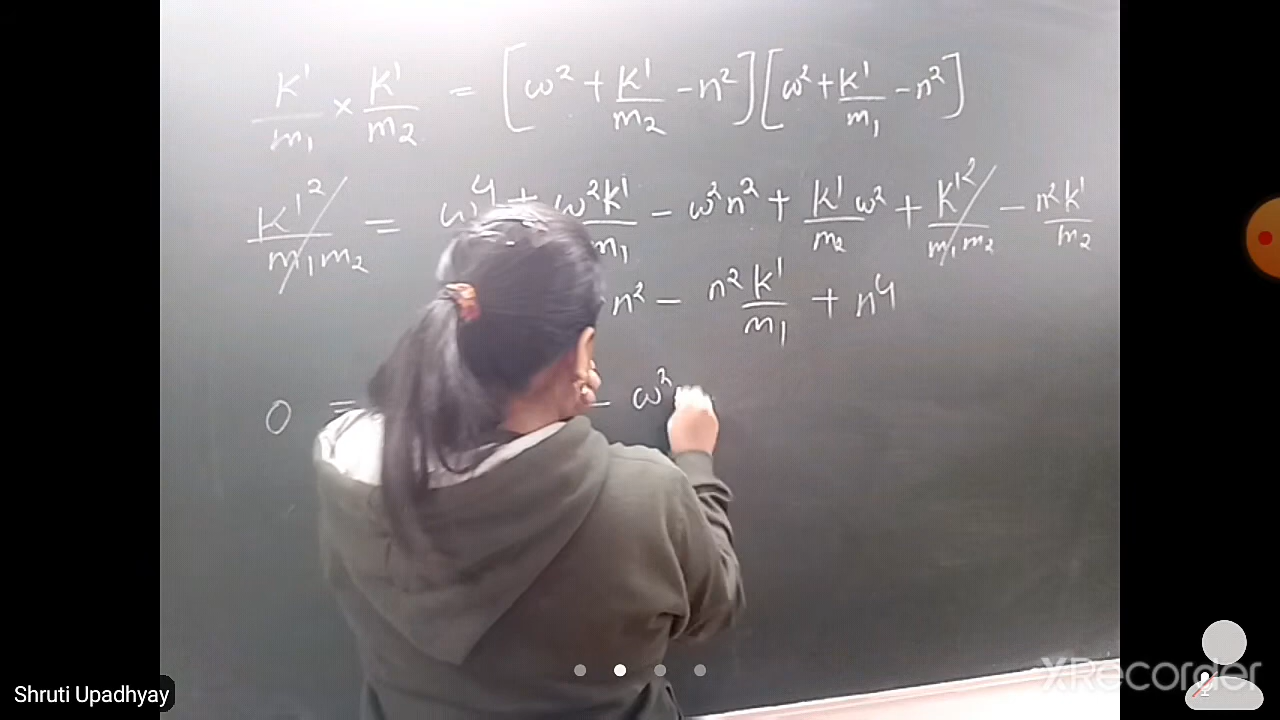 K'/m₁ × K'/m₂ = [ω² + K'/m₂ - n²][ω² + K'/m₁ - n²]
K'²/m₁m₂ = ω⁴ + ω²K'/m₁ - ω²n² + K'/m₂ ω² + K'²/m₁m₂ - n²K'/m₂
n² - n²K'/m₁ + n⁴
0 = - ω²
Shruti Upadhyay
XRecorder